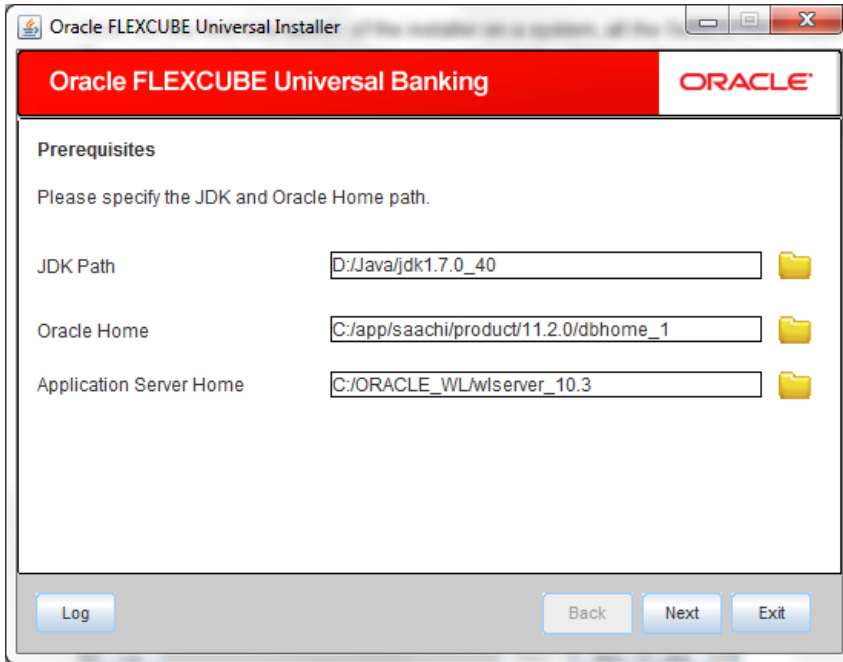 Oracle FLEXCUBE Universal Installer
Oracle FLEXCUBE Universal Banking ORACLE
Prerequisites
Please specify the JDK and Oracle Home path.
JDK Path D:/Java/jdk1.7.0_40
Oracle Home C:/app/saachi/product/11.2.0/dbhome_1
Application Server Home C:/ORACLE_WL/wlserver_10.3
Log Back Next Exit